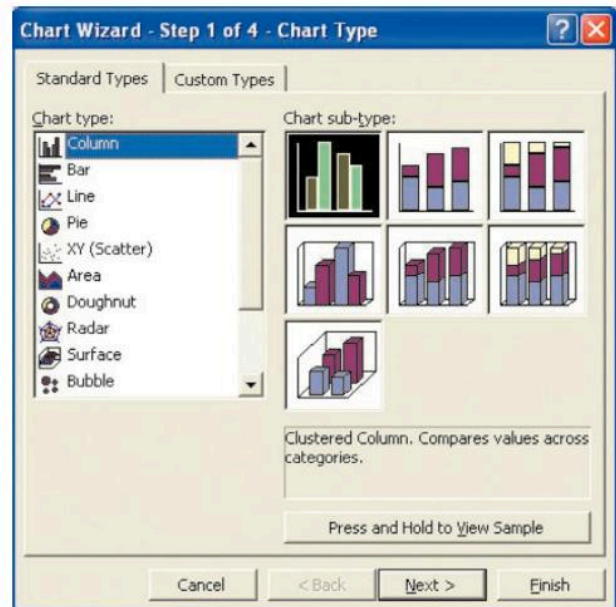 Chart Wizard - Step 1 of 4 - Chart Type
Standard Types
Custom Types
Chart type:
Column
Bar
Line
Pie
XY (Scatter)
Area
Doughnut
Radar
Surface
Bubble
Chart sub-type:
Clustered Column. Compares values across
categories.
Press and Hold to View Sample
Cancel
< Back
Next >
Finish